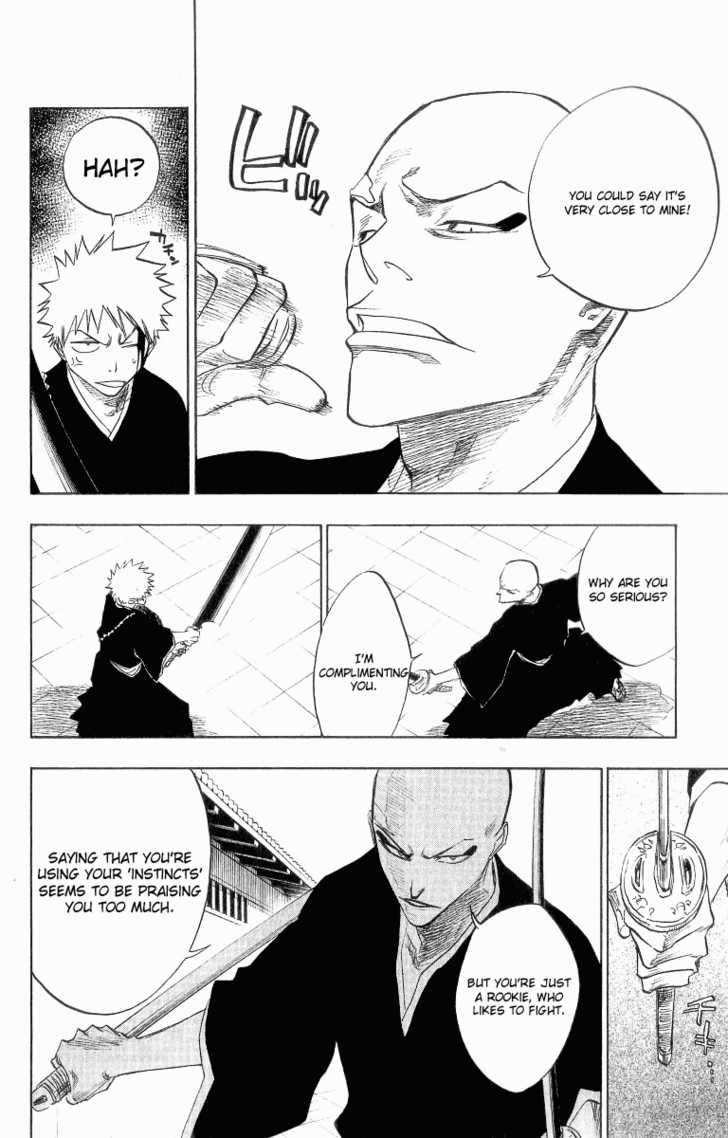 YOU COULD SAY IT'S
VERY CLOSE TO MINE!
ビッ
HAH?
WHY ARE YOU
SO SERIOUS?
I'M
COMPLIMENTING
YOU.
BUT YOU'RE JUST
A ROOKIE, WHO
LIKES TO FIGHT.
SAYING THAT YOU'RE
USING YOUR 'INSTINCTS'
SEEMS TO BE PRAISING
YOU TOO MUCH.